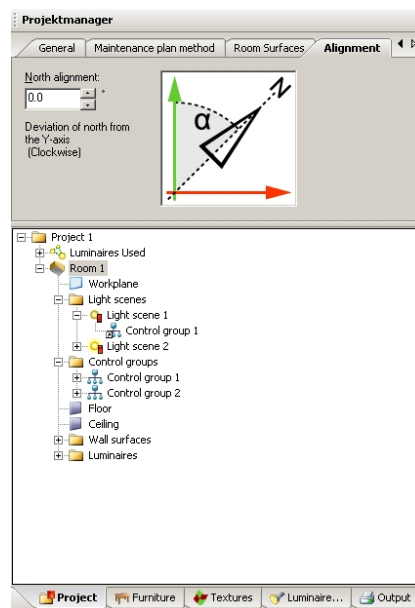 Projektmanager
General
Maintenance plan method
Room Surfaces
Alignment
North alignment:
0.0 °
Deviation of north from
the Y-axis
(Clockwise)
α
N
Project 1
Luminaires Used
Room 1
Workplane
Light scenes
Light scene 1
Control group 1
Light scene 2
Control groups
Control group 1
Control group 2
Floor
Ceiling
Wall surfaces
Luminaires
Project
Furniture
Textures
Luminaire...
Output